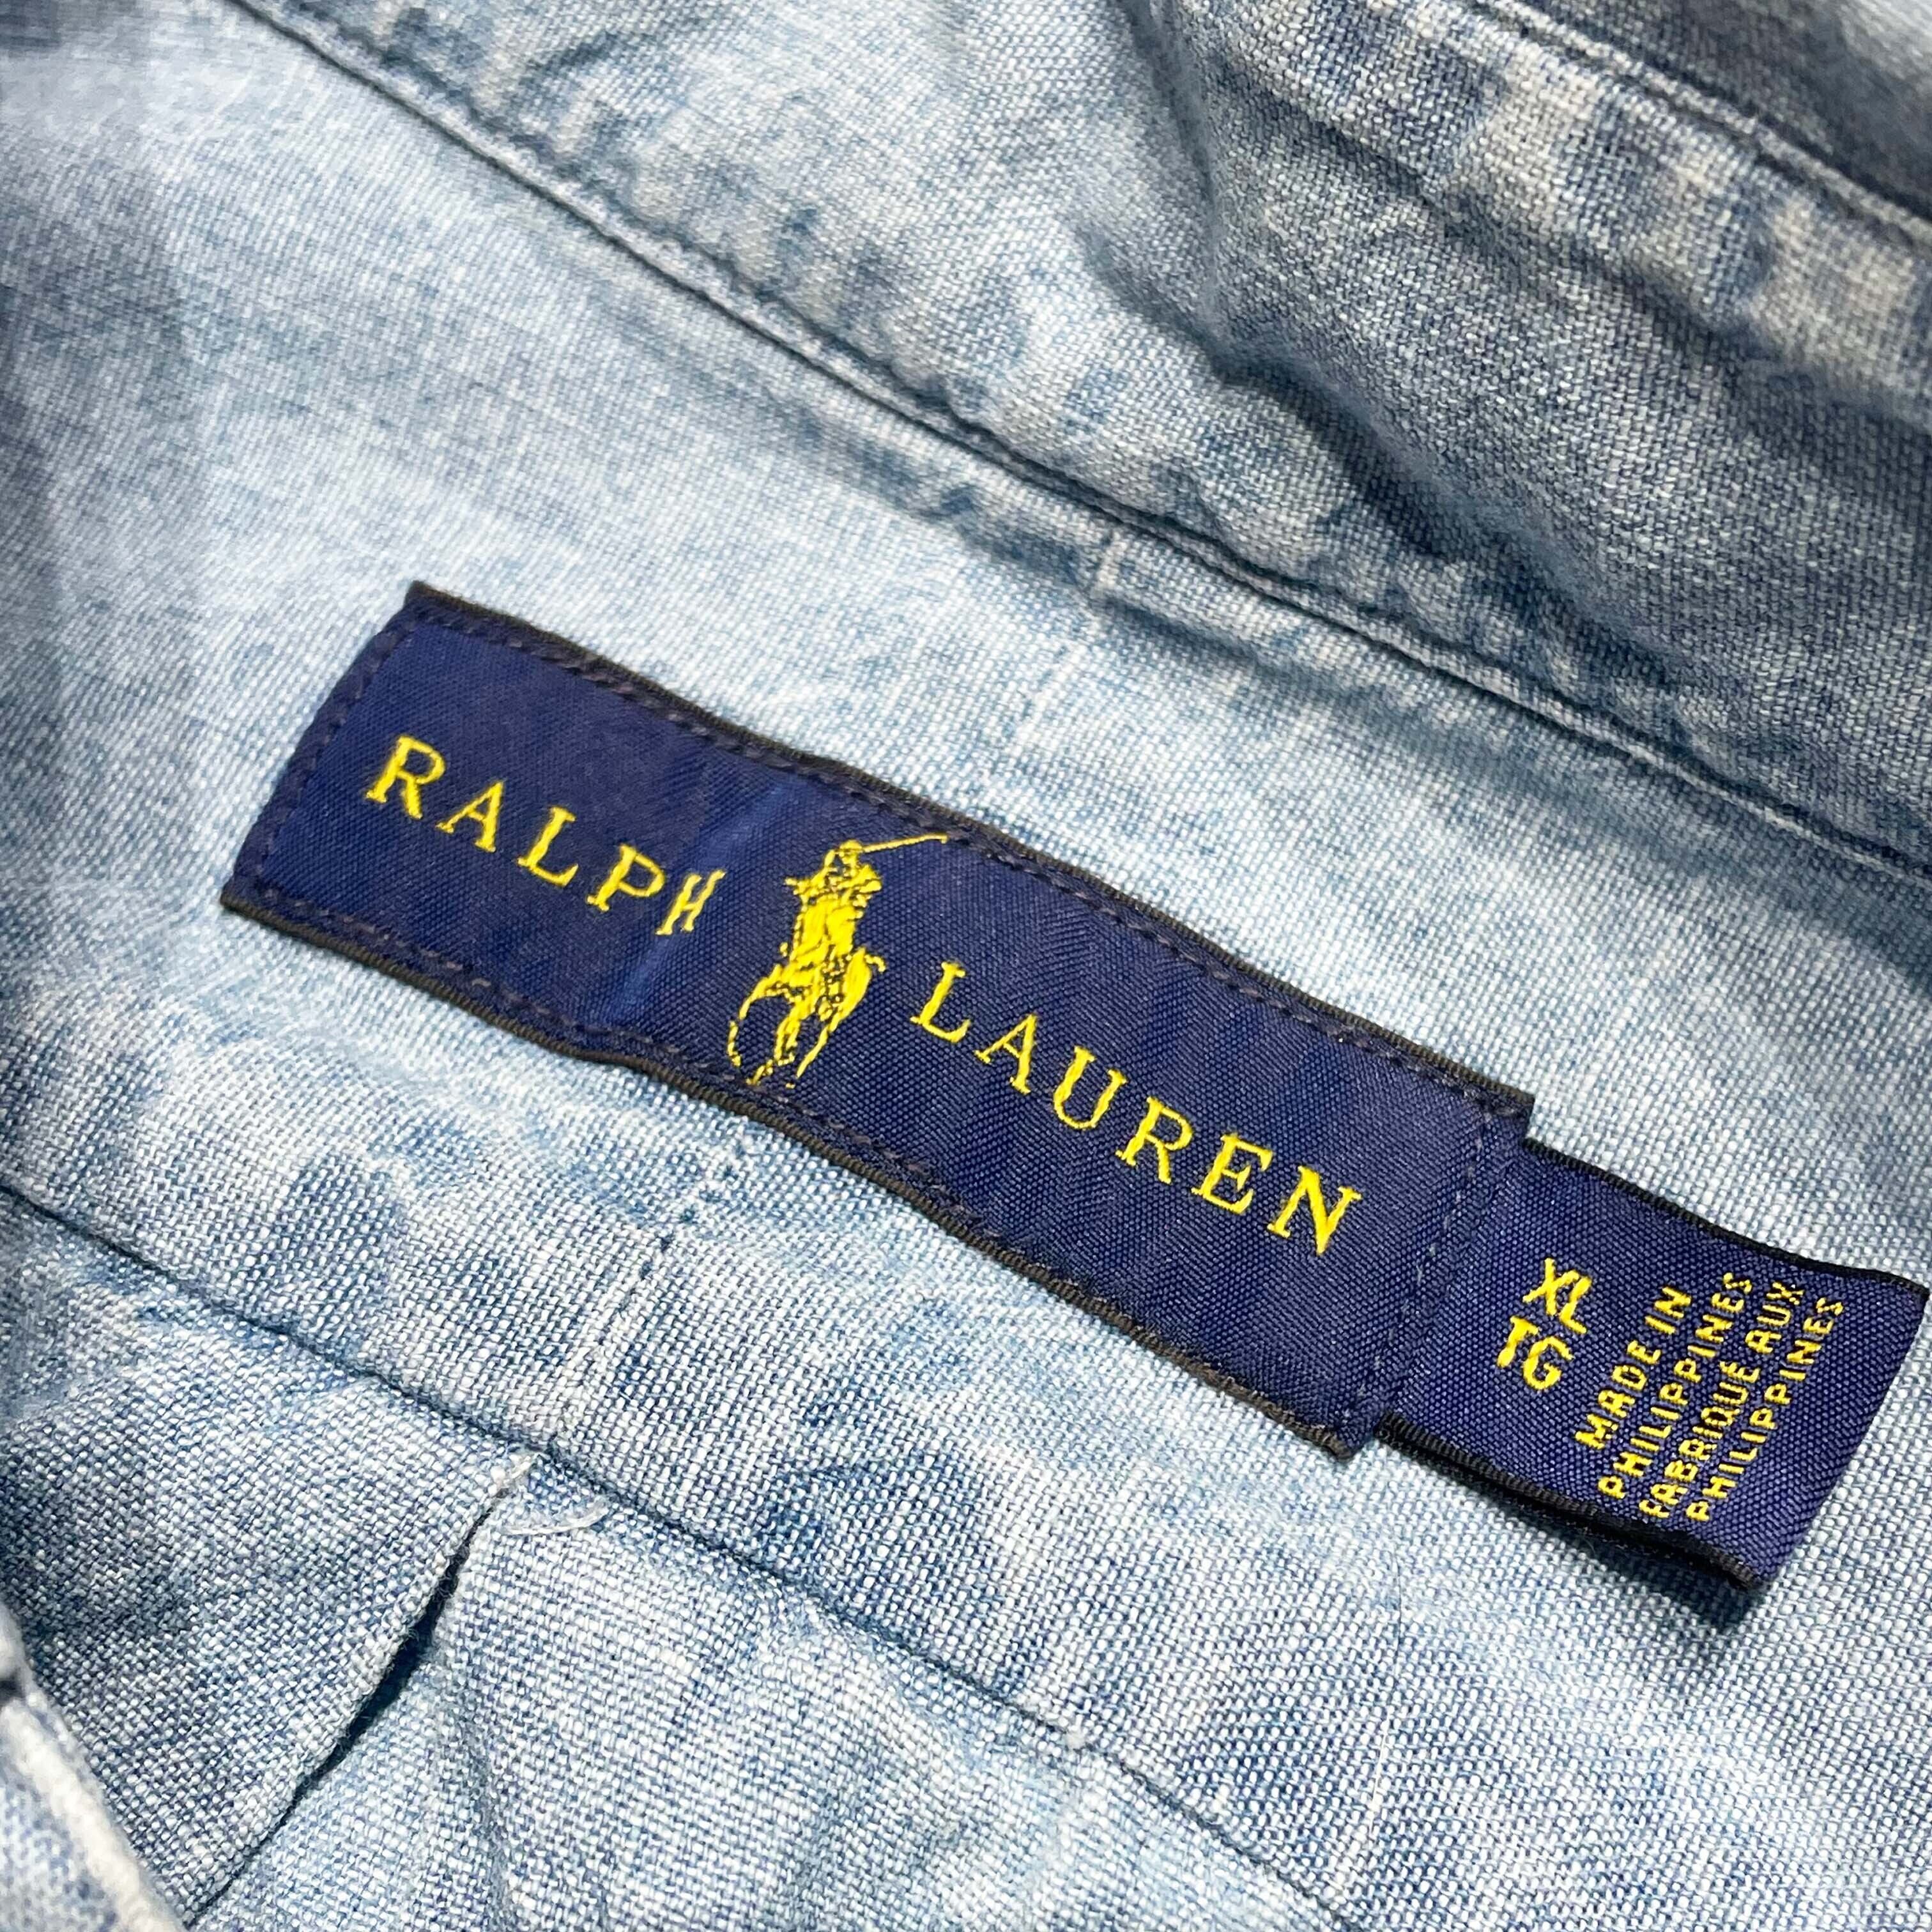 RALPH LAUREN
XL
TG
MADE IN
PHILIPPINES
FABRIQUÉ AUX
PHILIPPINES